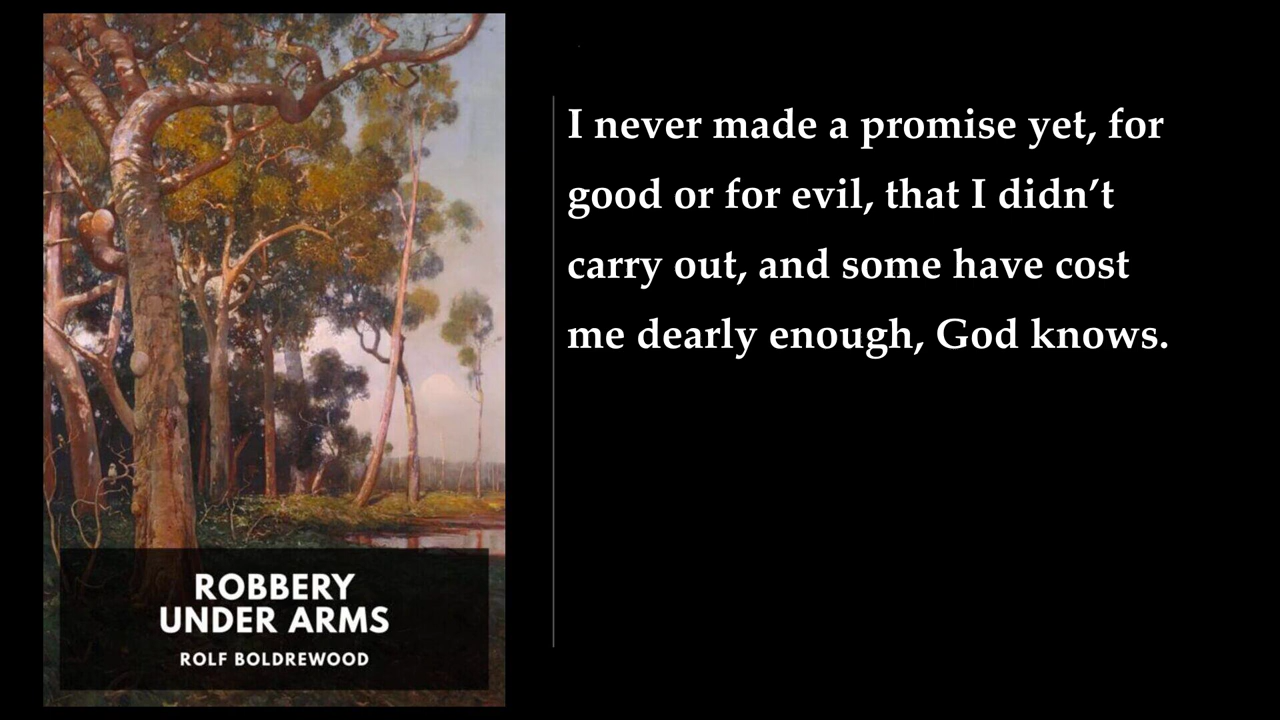 ROBBERY
UNDER ARMS
ROLF BOLDREWOOD
I never made a promise yet, for
good or for evil, that I didn’t
carry out, and some have cost
me dearly enough, God knows.